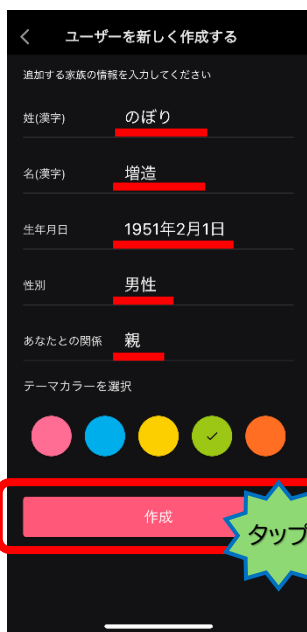 ユーザーを新しく作成する
追加する家族の情報を入力してください
姓(漢字) のぼり
名(漢字) 増造
生年月日 1951年2月1日
性別 男性
あなたとの関係 親
テーマカラーを選択
作成
タップ